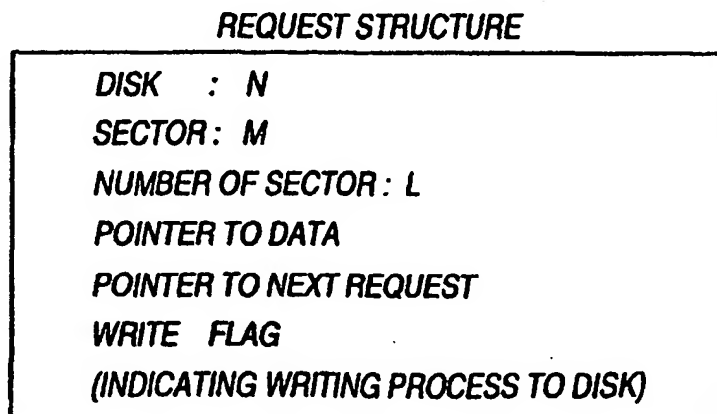 REQUEST STRUCTURE
DISK : N
SECTOR : M
NUMBER OF SECTOR : L
POINTER TO DATA
POINTER TO NEXT REQUEST
WRITE FLAG
(INDICATING WRITING PROCESS TO DISK)